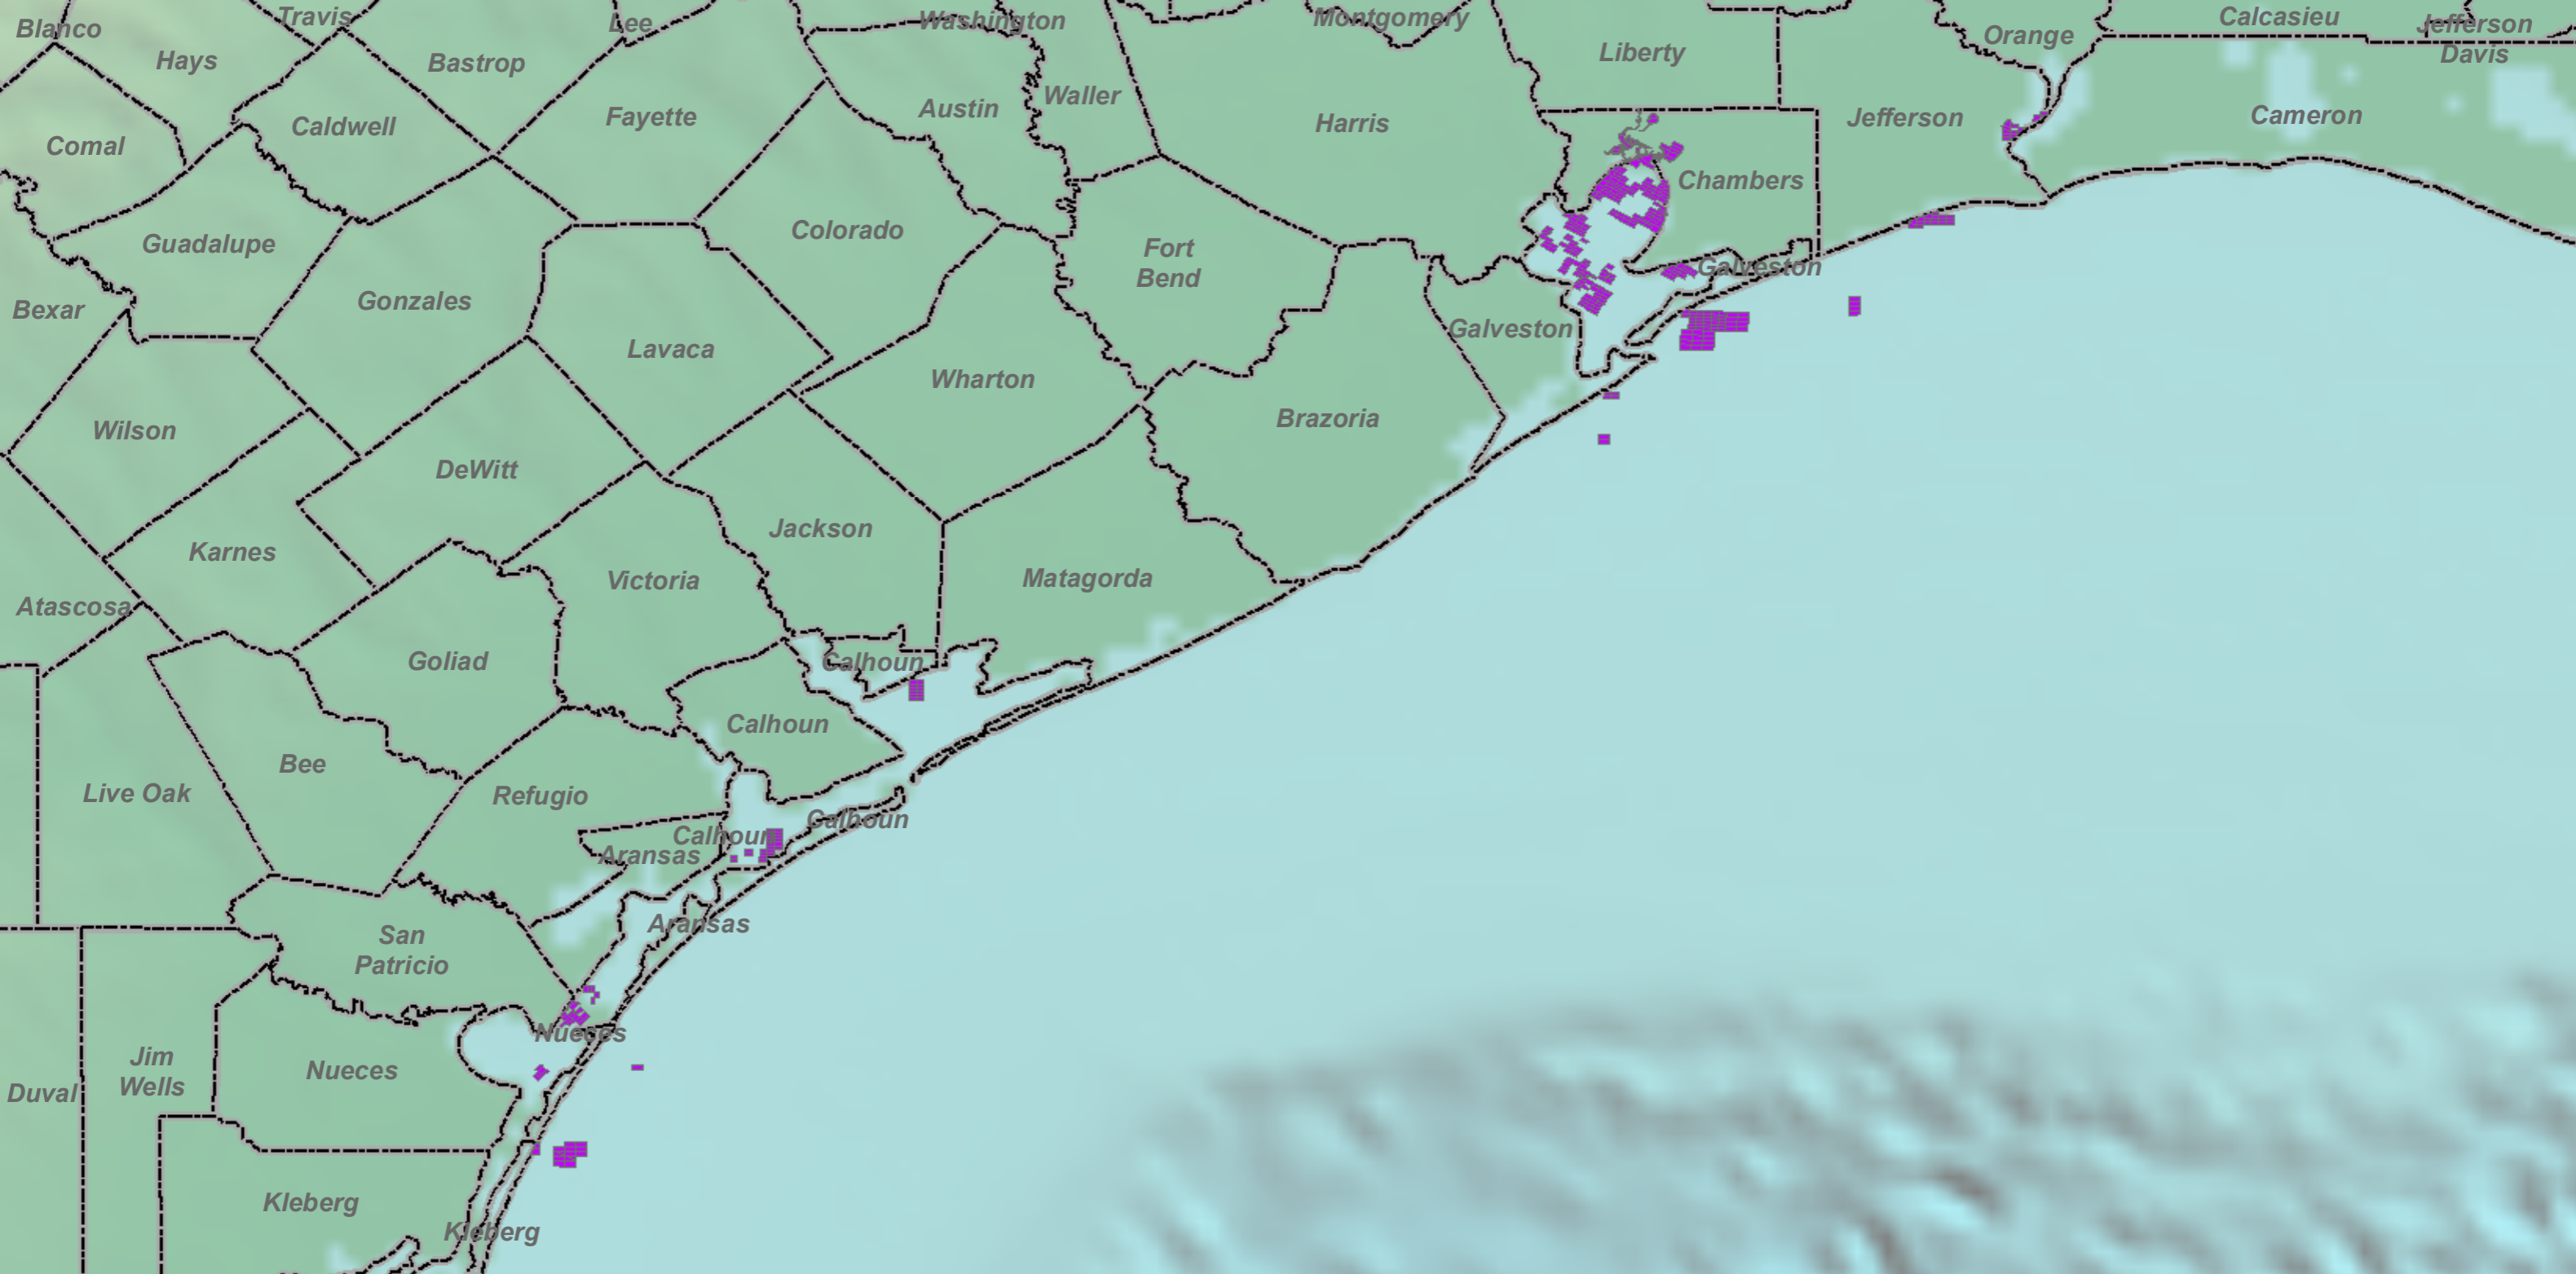 Blanco
Travis
Lee
Washington
Montgomery
Calcasieu
Jefferson
Davis
Hays
Bastrop
Liberty
Orange
Comal
Caldwell
Fayette
Austin
Waller
Harris
Jefferson
Cameron
Chambers
Guadalupe
Colorado
Fort
Bend
Galveston
Bexar
Gonzales
Lavaca
Galveston
Wharton
Wilson
Brazoria
DeWitt
Karnes
Jackson
Victoria
Matagorda
Atascosa
Goliad
Calhoun
Calhoun
Bee
Live Oak
Refugio
Calhoun
Calhoun
Aransas
Aransas
San
Patricio
Nueces
Jim
Wells
Nueces
Duval
Kleberg
Kleberg